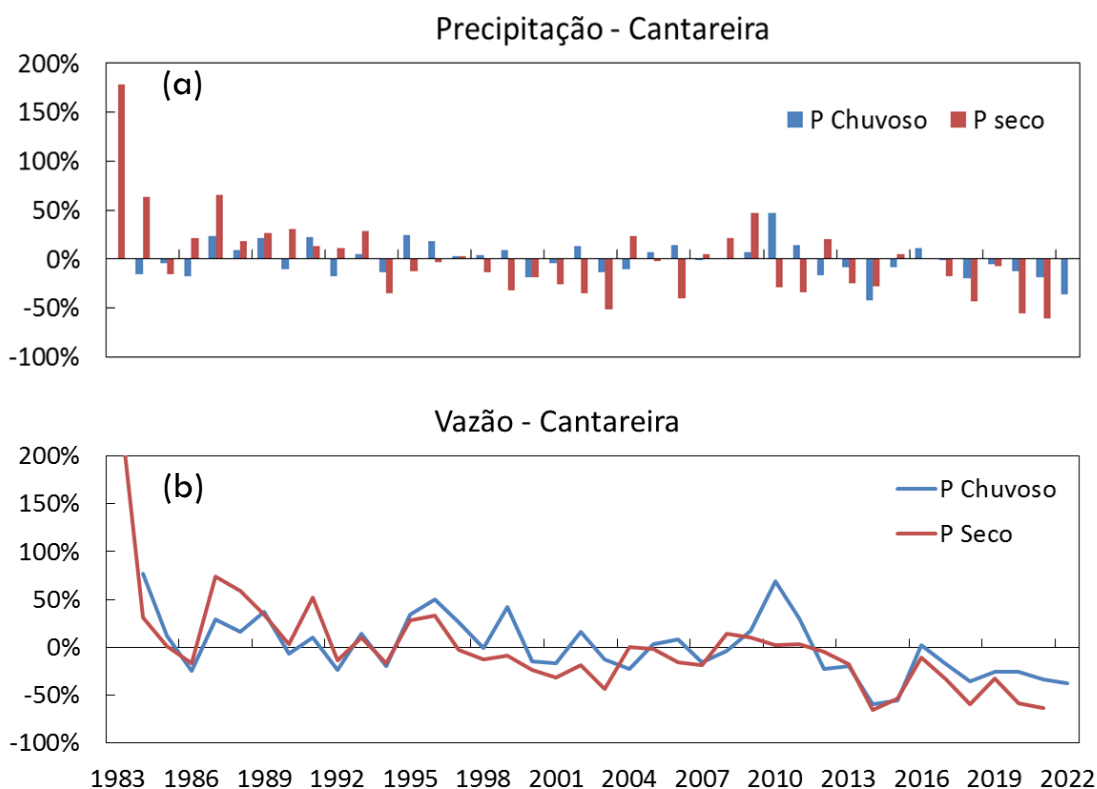 Precipitação - Cantareira
200%
(a)
150%
P Chuvoso P seco
100%
50%
0%
-50%
-100%
Vazão - Cantareira
200%
(b)
P Chuvoso
150%
P Seco
100%
50%
0%
-50%
-100%
1983 1986 1989 1992 1995 1998 2001 2004 2007 2010 2013 2016 2019 2022